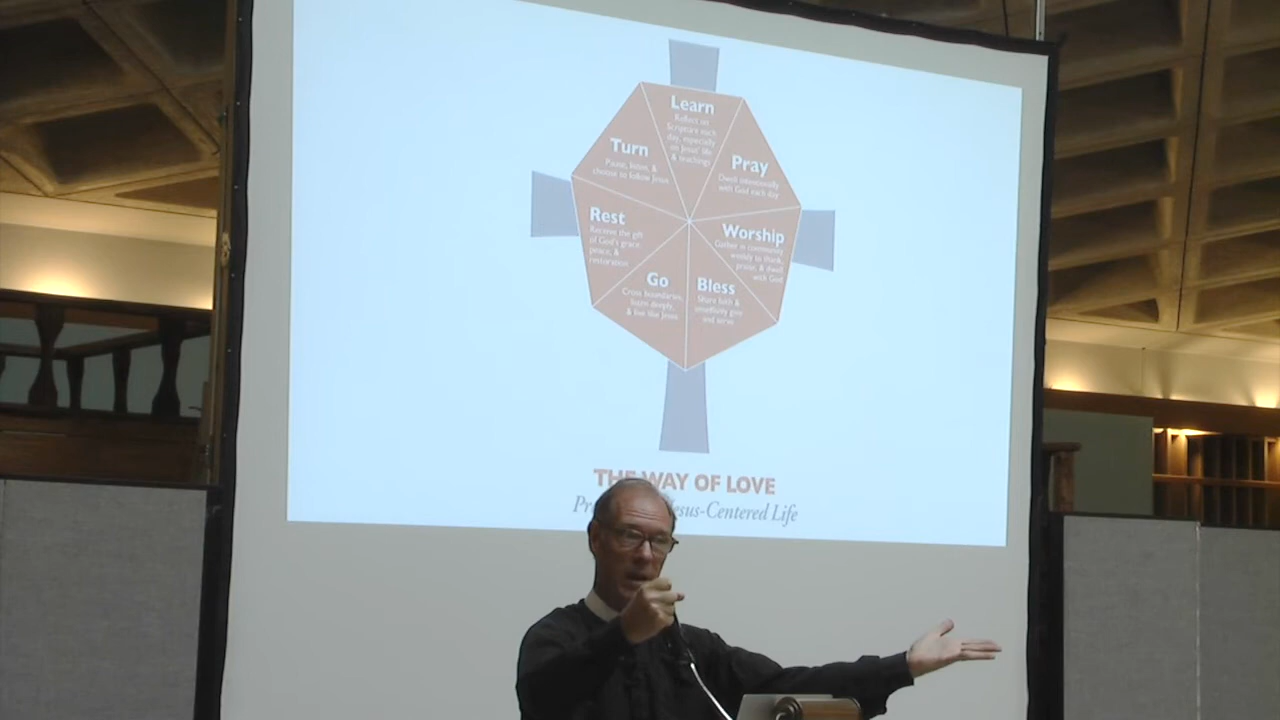 Learn
Reflect on
Scripture each
day, especially
on Jesus' life
& teachings
Pray
Dwell intentionally
with God each day
Worship
Gather in community
weekly to thank,
praise, & dwell
with God
Bless
Share faith &
unselfishly give
and serve
Go
Cross boundaries,
listen deeply,
& live like Jesus
Rest
Receive the gift
of God's grace,
peace, &
restoration
Turn
Pause, listen, &
choose to follow Jesus
THE WAY OF LOVE
Jesus-Centered Life